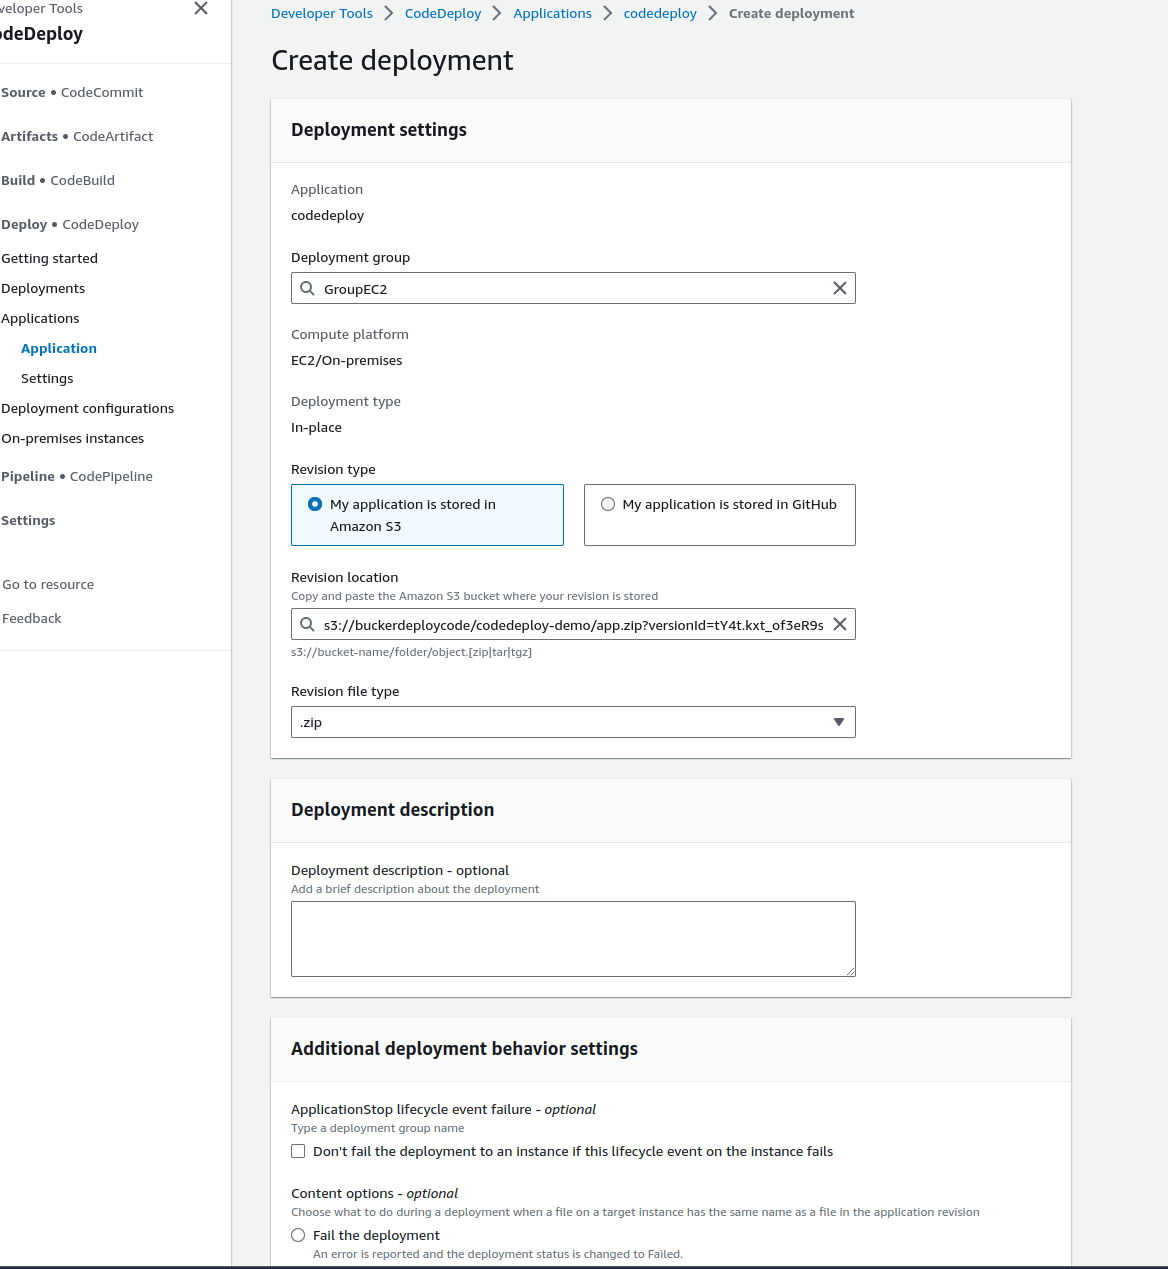 veloper Tools
odeDeploy
Source • CodeCommit
Artifacts • CodeArtifact
Build • CodeBuild
Deploy • CodeDeploy
Getting started
Deployments
Applications
Application
Settings
Deployment configurations
On-premises instances
Pipeline • CodePipeline
Settings
Go to resource
Feedback
Developer Tools > CodeDeploy > Applications > codedeploy > Create deployment
Create deployment
Deployment settings
Application
codedeploy
Deployment group
GroupEC2
Compute platform
EC2/On-premises
Deployment type
In-place
Revision type
My application is stored in
Amazon S3
My application is stored in GitHub
Revision location
Copy and paste the Amazon S3 bucket where your revision is stored
s3://buckerdeploycode/codedeploy-demo/app.zip?versionId=tY4t.kxt_of3eR9s
s3://bucket-name/folder/object.[zip|tar|tgz]
Revision file type
.zip
Deployment description
Deployment description - optional
Add a brief description about the deployment
Additional deployment behavior settings
ApplicationStop lifecycle event failure - optional
Type a deployment group name
Don't fail the deployment to an instance if this lifecycle event on the instance fails
Content options - optional
Choose what to do during a deployment when a file on a target instance has the same name as a file in the application revision
Fail the deployment
An error is reported and the deployment status is changed to Failed.